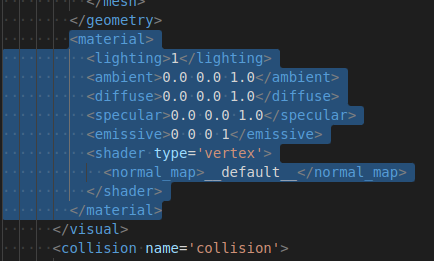 </mesh>
</geometry>
<material>
<lighting>1</lighting>
<ambient>0.0 0.0 1.0</ambient>
<diffuse>0.0 0.0 1.0</diffuse>
<specular>0.0 0.0 1.0</specular>
<emissive>0 0 0 1</emissive>
<shader type='vertex'>
<normal_map>__default__</normal_map>
</shader>
</material>
</visual>
<collision name='collision'>